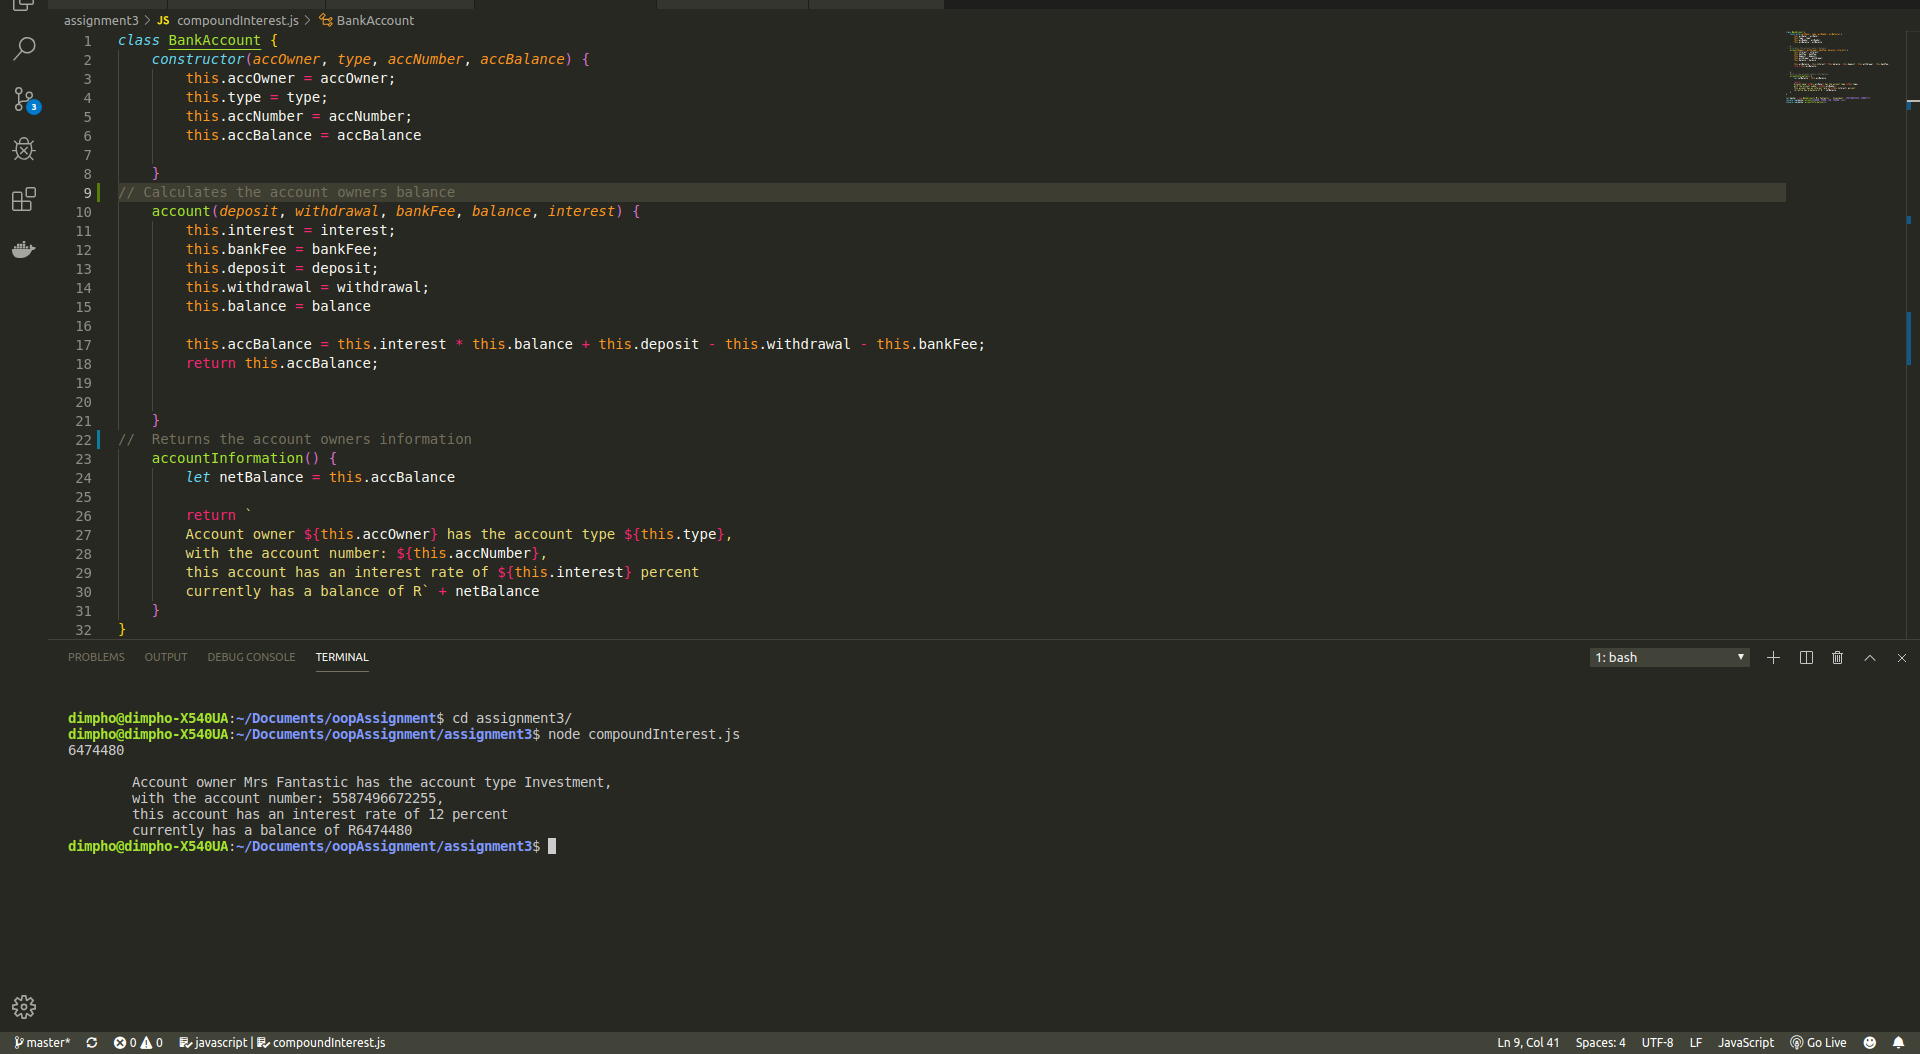 assignment3 > JS compoundInterest.js > BankAccount
1 class BankAccount {
2 constructor(accOwner, type, accNumber, accBalance) {
3 this.accOwner = accOwner;
4 this.type = type;
5 this.accNumber = accNumber;
6 this.accBalance = accBalance
7
8 }
9 // Calculates the account owners balance
10 account(deposit, withdrawal, bankFee, balance, interest) {
11 this.interest = interest;
12 this.bankFee = bankFee;
13 this.deposit = deposit;
14 this.withdrawal = withdrawal;
15 this.balance = balance
16
17 this.accBalance = this.interest * this.balance + this.deposit - this.withdrawal - this.bankFee;
18 return this.accBalance;
19
20
21 }
22 //  Returns the account owners information
23 accountInformation() {
24 let netBalance = this.accBalance
25
26 return `
27 Account owner ${this.accOwner} has the account type ${this.type},
28 with the account number: ${this.accNumber},
29 this account has an interest rate of ${this.interest} percent
30 currently has a balance of R` + netBalance
31 }
32 }
3
PROBLEMS OUTPUT DEBUG CONSOLE TERMINAL 1: bash
dimpho@dimpho-X540UA:~/Documents/oopAssignment$ cd assignment3/
dimpho@dimpho-X540UA:~/Documents/oopAssignment/assignment3$ node compoundInterest.js
6474480
Account owner Mrs Fantastic has the account type Investment,
with the account number: 5587496672255,
this account has an interest rate of 12 percent
currently has a balance of R6474480
dimpho@dimpho-X540UA:~/Documents/oopAssignment/assignment3$
master* 0 0 javascript | compoundInterest.js Ln 9, Col 41 Spaces: 4 UTF-8 LF JavaScript Go Live